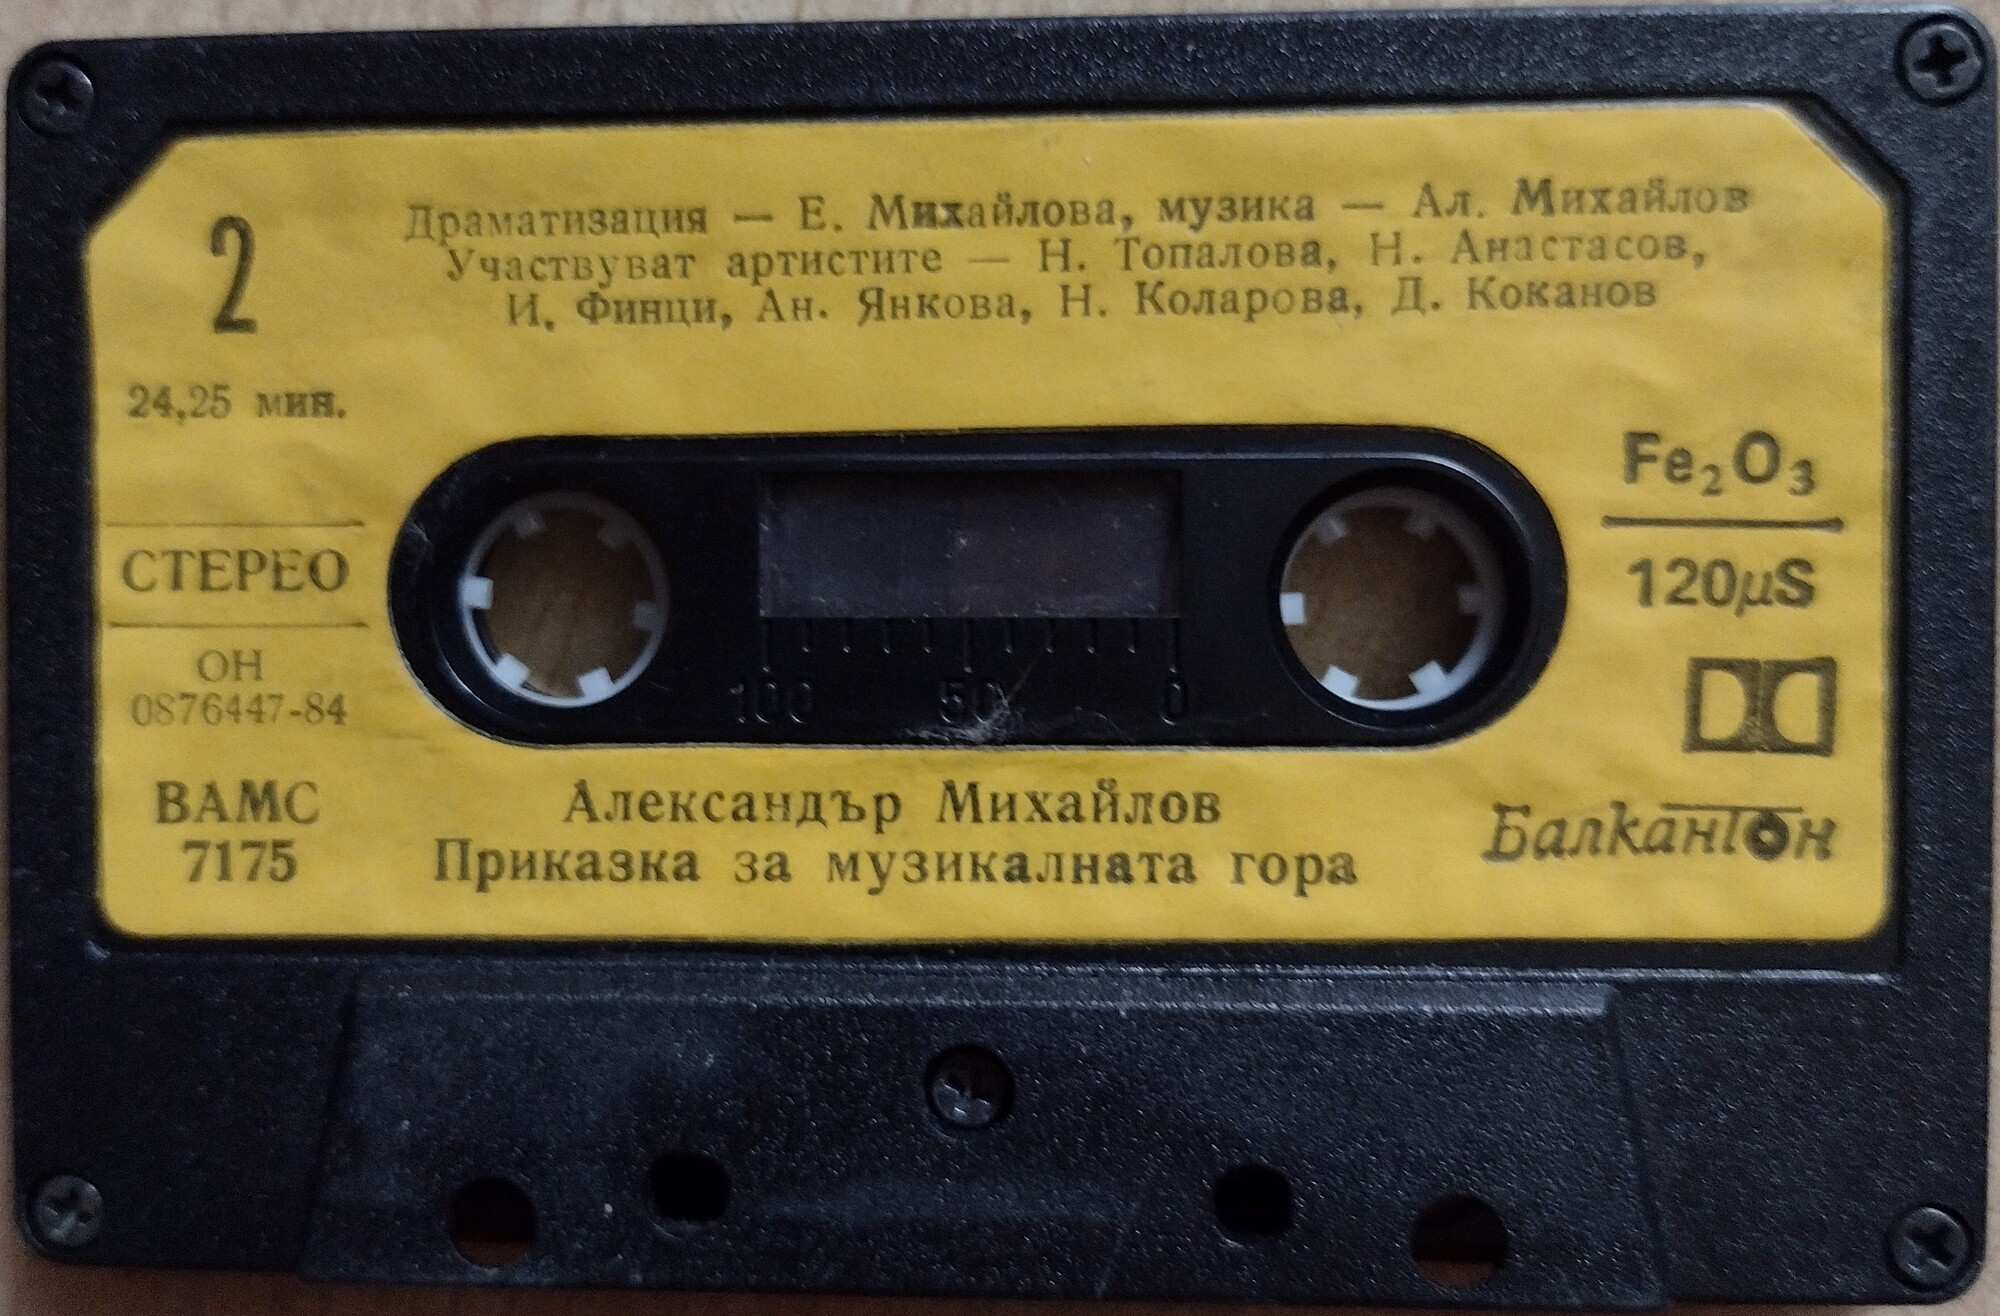 2
Драматизация — Е. Михайлова, музика — Ал. Михайлов
Участвуват артистите — Н. Топалова, Н. Анастасов,
И. Финци, Ан. Янкова, Н. Коларова, Д. Коканов
24,25 мин.
СТЕРЕО
ОН
0876447-84
ВАМС
7175
100 50 0
Fe₂O₃
120μS
Балкантон
Александър Михайлов
Приказка за музикалната гора